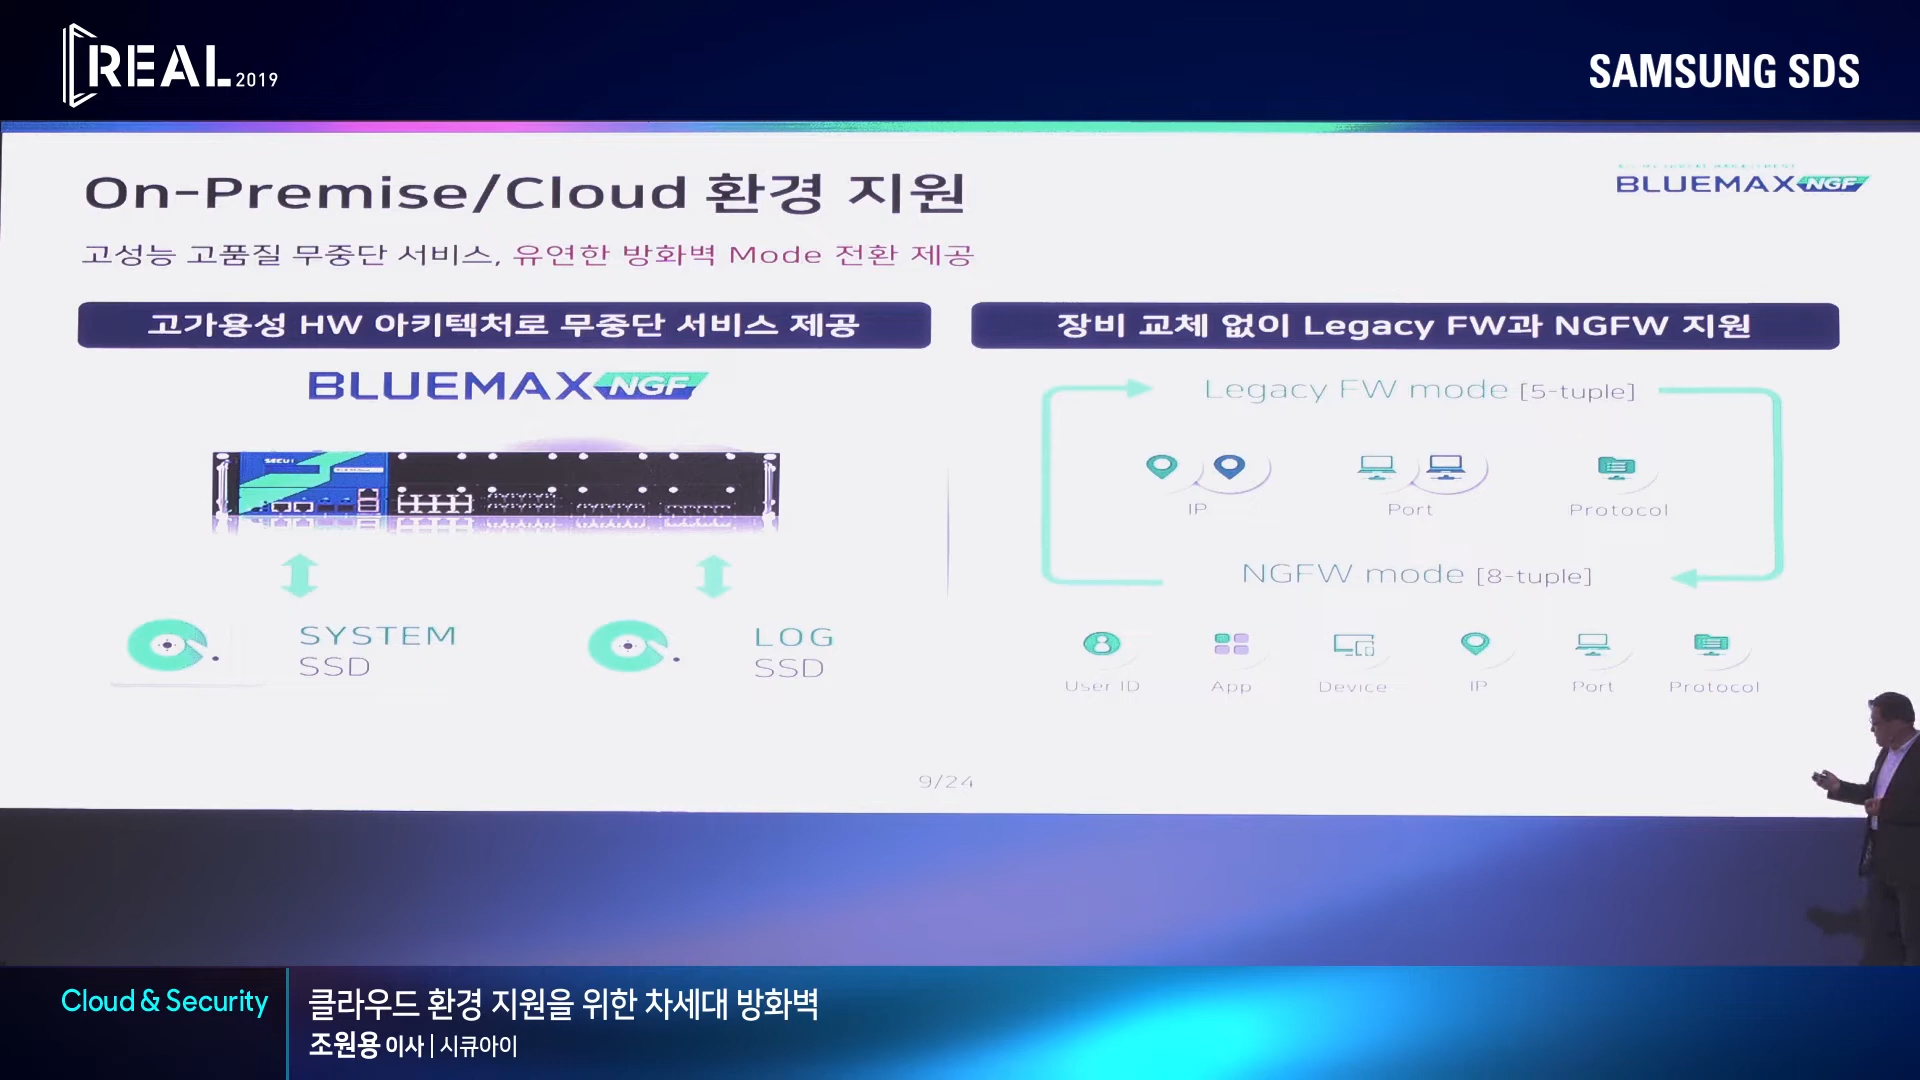 REAL 2019
SAMSUNG SDS
On-Premise/Cloud 환경 지원
BLUEMAX NGF
고성능 고품질 무중단 서비스, 유연한 방화벽 Mode 전환 제공
고가용성 HW 아키텍처로 무중단 서비스 제공
장비 교체 없이 Legacy FW과 NGFW 지원
BLUEMAX NGF
Legacy FW mode [5-tuple]
SECUI
IP
Port
Protocol
NGFW mode [8-tuple]
SYSTEM
SSD
LOG
SSD
User ID
App
Device
IP
Port
Protocol
9/24
Cloud & Security
클라우드 환경 지원을 위한 차세대 방화벽
조원용 이사 | 시큐아이